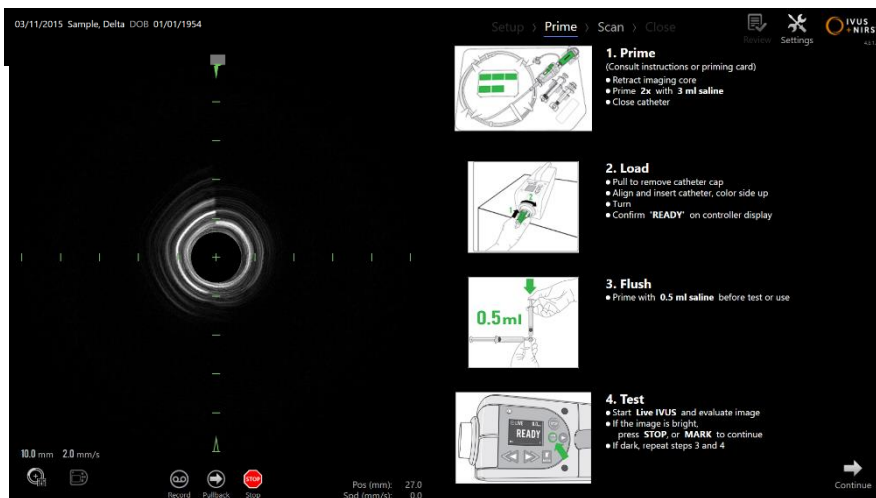 03/11/2015 Sample, Delta DOB 01/01/1954
Setup > Prime > Scan > Close
Review
Settings
IVUS
+NIRS
1. Prime
(Consult instructions or priming card)
• Retract imaging core
• Prime 2x with 3 ml saline
• Close catheter
2. Load
• Pull to remove catheter cap
• Align and insert catheter, color side up
• Turn
• Confirm "READY" on controller display
1
2
3. Flush
• Prime with 0.5 ml saline before test or use
0.5ml
4. Test
• Start Live IVUS and evaluate image
• If the image is bright,
press STOP, or MARK to continue
• If dark, repeat steps 3 and 4
LIVE
READY
10.0 mm 2.0 mm/s
STOP
Record
Pullback
Stop
Pos (mm): 27.0
Spd (mm/s): 0.0
Continue